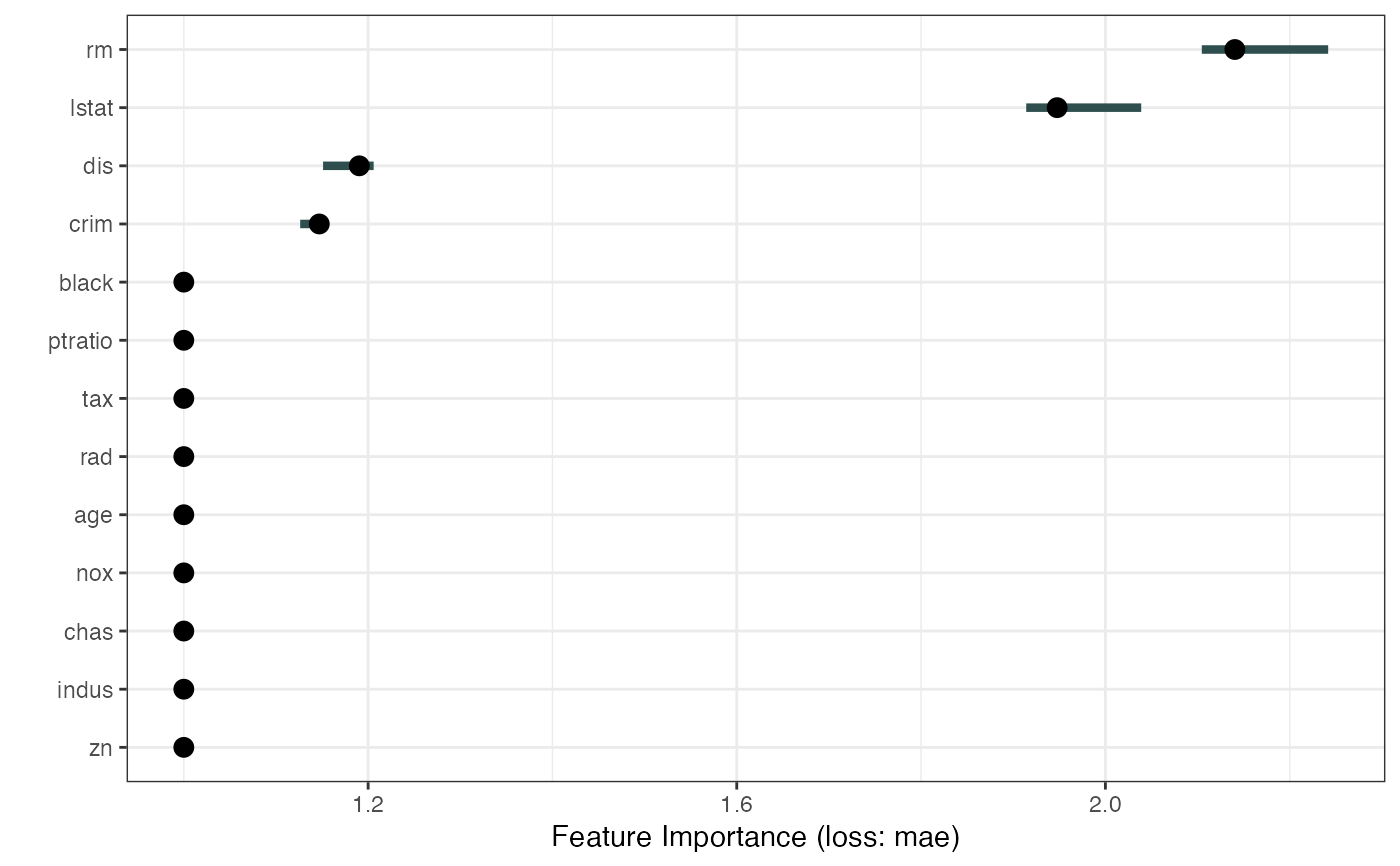 rm
lstat
dis
crim
black
ptratio
tax
rad
age
nox
chas
indus
zn
1.2 1.6 2.0
Feature Importance (loss: mae)